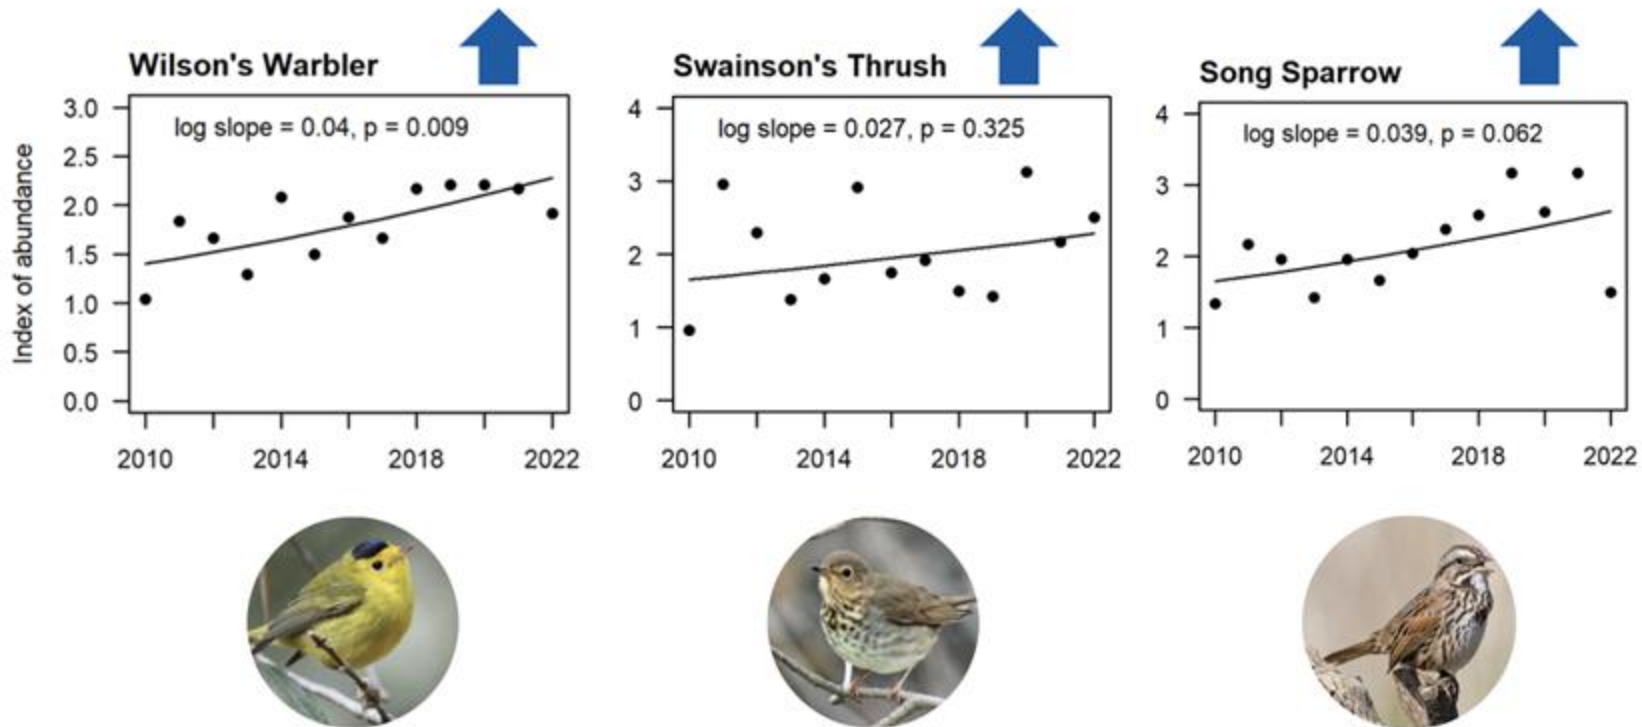 Wilson's Warbler
log slope = 0.04, p = 0.009
Index of abundance
3.0
2.5
2.0
1.5
1.0
0.5
0.0
2010 2014 2018 2022
Swainson's Thrush
log slope = 0.027, p = 0.325
4
3
2
1
0
2010 2014 2018 2022
Song Sparrow
log slope = 0.039, p = 0.062
4
3
2
1
0
2010 2014 2018 2022